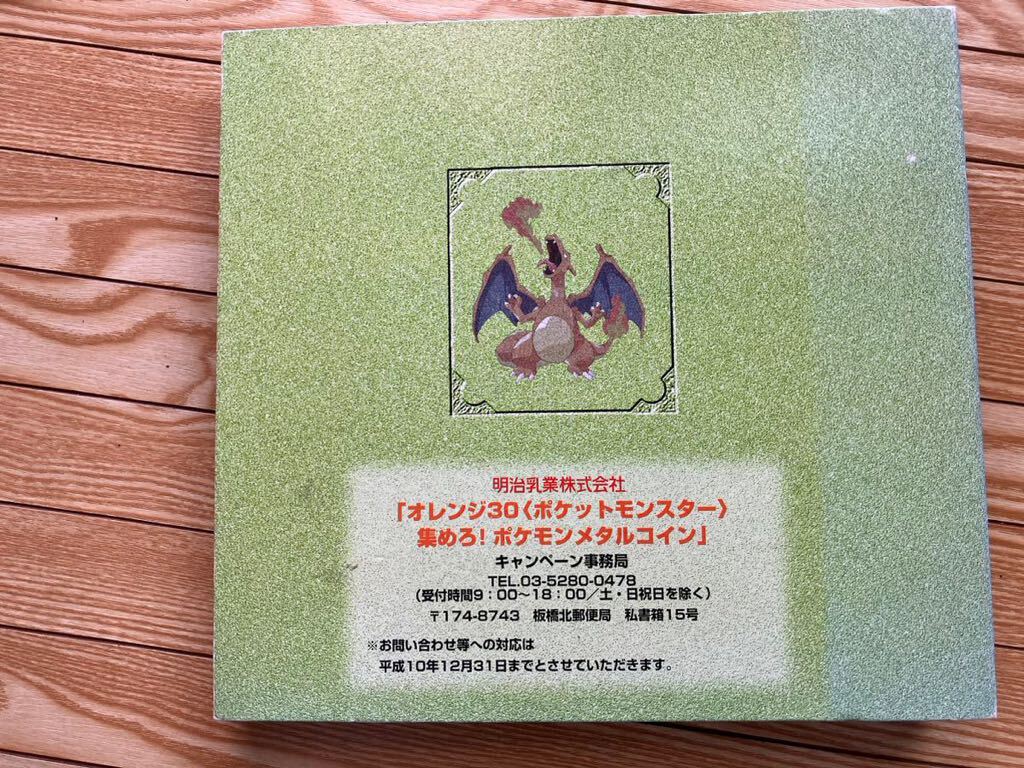 明治乳業株式会社
「オレンジ30〈ポケットモンスター〉
集めろ!ポケモンメタルコイン」
キャンペーン事務局
TEL.03-5280-0478
(受付時間9:00〜18:00/土・日祝日を除く)
〒174-8743 板橋北郵便局 私書箱15号
※お問い合わせ等への対応は
平成10年12月31日までとさせていただきます。